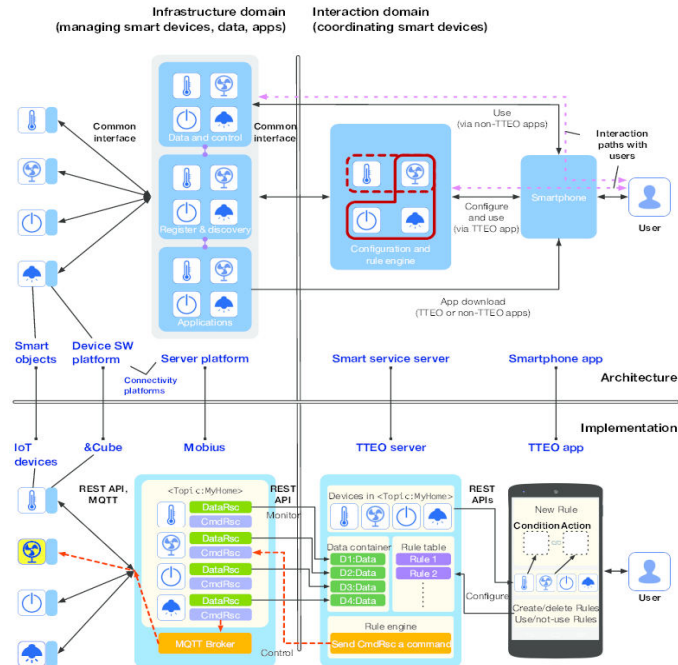 Infrastructure domain
(managing smart devices, data, apps)
Interaction domain
(coordinating smart devices)
Common
interface
Data and control
Common
interface
Register & discovery
Applications
Configuration and
rule engine
Use
(via non-TTEO apps)
Interaction
paths with
users
Configure
and use
(via TTEO app)
Smartphone
User
App download
(TTEO or non-TTEO apps)
Smart
objects
Device SW
platform
Connectivity
platforms
Server platform
Smart service server
Smartphone app
Architecture
Implementation
IoT
devices
&Cube
Mobius
TTEO server
TTEO app
REST API,
MQTT
<Topic:MyHome>
DataRsc
CmdRsc
DataRsc
CmdRsc
DataRsc
CmdRsc
DataRsc
CmdRsc
MQTT Broker
REST
API
Monitor
Control
Devices in <Topic:MyHome>
Data container
D1:Data
D2:Data
D3:Data
D4:Data
Rule table
Rule 1
Rule 2
Rule engine
Send CmdRsc a command
REST
APIs
Configure
New Rule
Condition
Action
Create/delete Rules
Use/not-use Rules
User